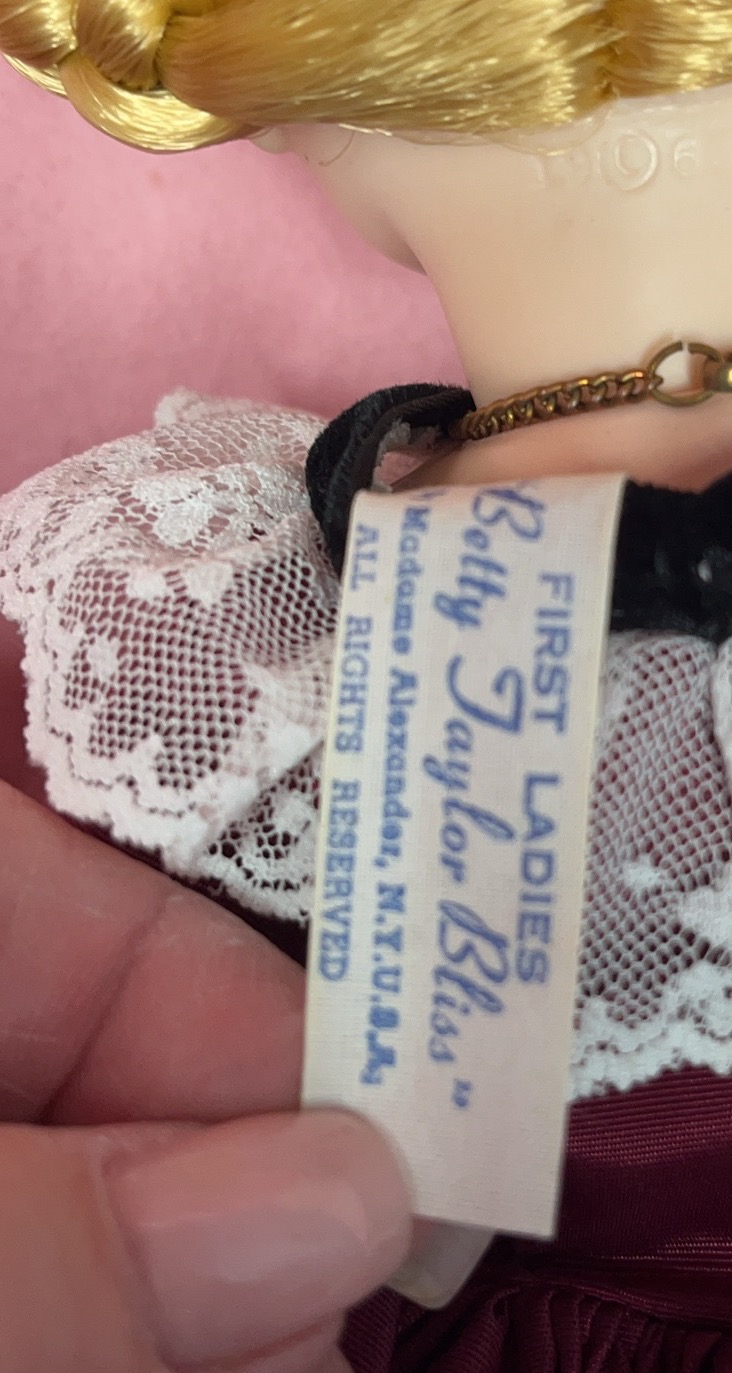 FIRST LADIES
"Betty Taylor Bliss"
Madame Alexander, N.Y.U.S.A.
ALL RIGHTS RESERVED